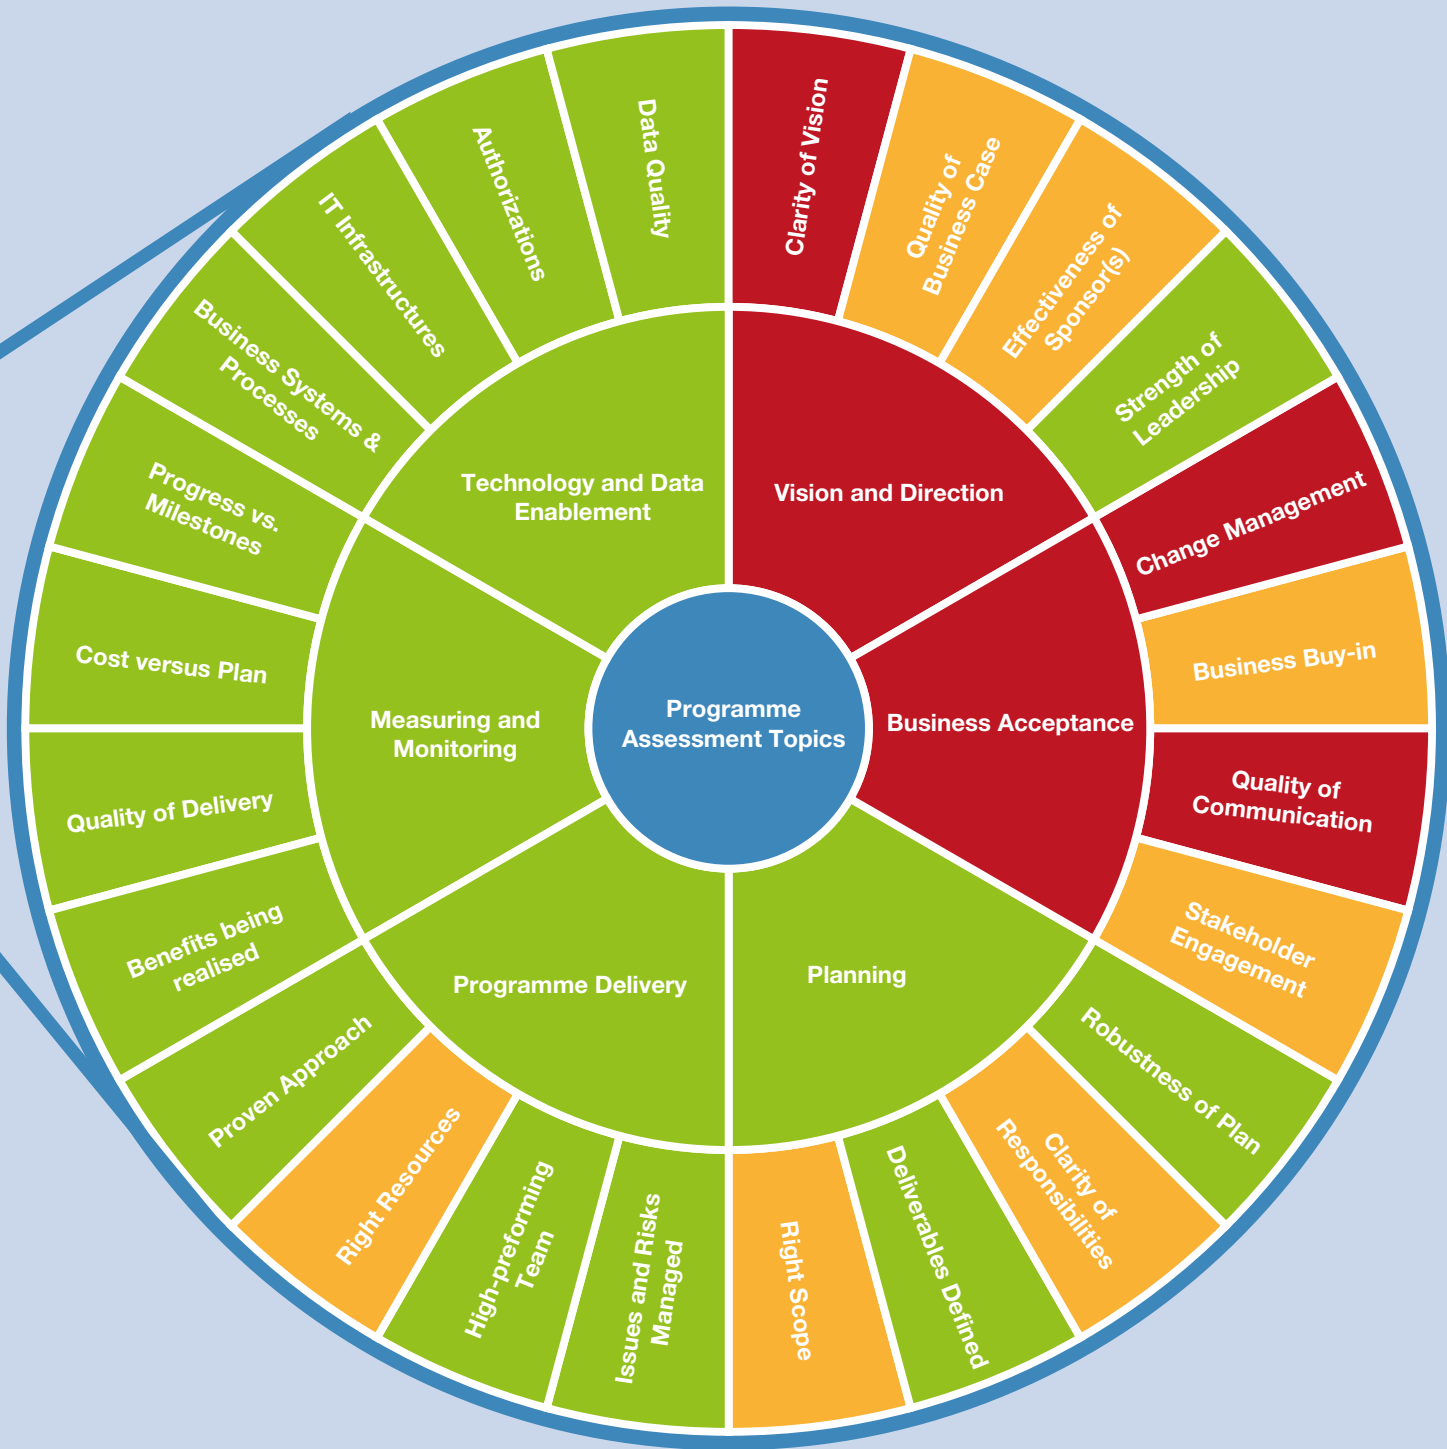 Programme
Assessment Topics
Vision and Direction
Clarity of Vision
Quality of
Business Case
Effectiveness of
Sponsor(s)
Strength of
Leadership
Business Acceptance
Change Management
Business Buy-in
Quality of
Communication
Stakeholder
Engagement
Planning
Robustness of Plan
Clarity of
Responsibilities
Deliverables Defined
Right Scope
Programme Delivery
Issues and Risks
Managed
High-preforming
Team
Right Resources
Proven Approach
Measuring and
Monitoring
Benefits being
realised
Quality of Delivery
Cost versus Plan
Progress vs.
Milestones
Technology and Data
Enablement
Business Systems &
Processes
IT Infrastructures
Authorizations
Data Quality